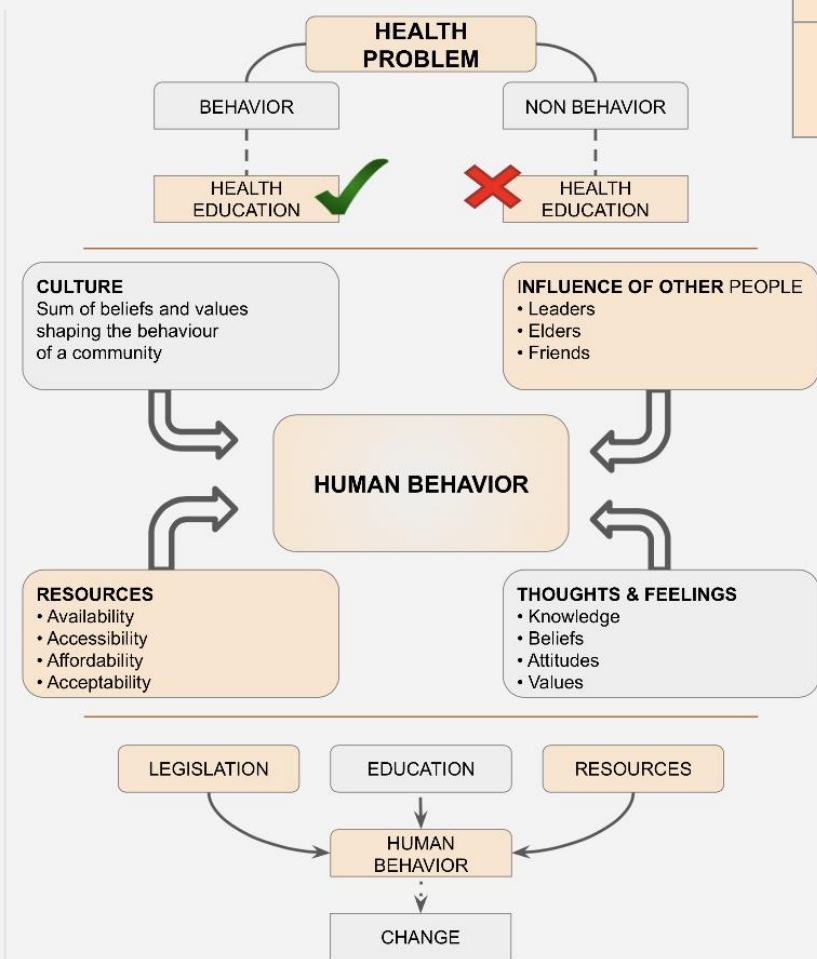 HEALTH
PROBLEM
BEHAVIOR
NON BEHAVIOR
HEALTH
EDUCATION
HEALTH
EDUCATION
CULTURE
Sum of beliefs and values
shaping the behaviour
of a community
INFLUENCE OF OTHER PEOPLE
• Leaders
• Elders
• Friends
HUMAN BEHAVIOR
RESOURCES
• Availability
• Accessibility
• Affordability
• Acceptability
THOUGHTS & FEELINGS
• Knowledge
• Beliefs
• Attitudes
• Values
LEGISLATION
EDUCATION
RESOURCES
HUMAN
BEHAVIOR
CHANGE